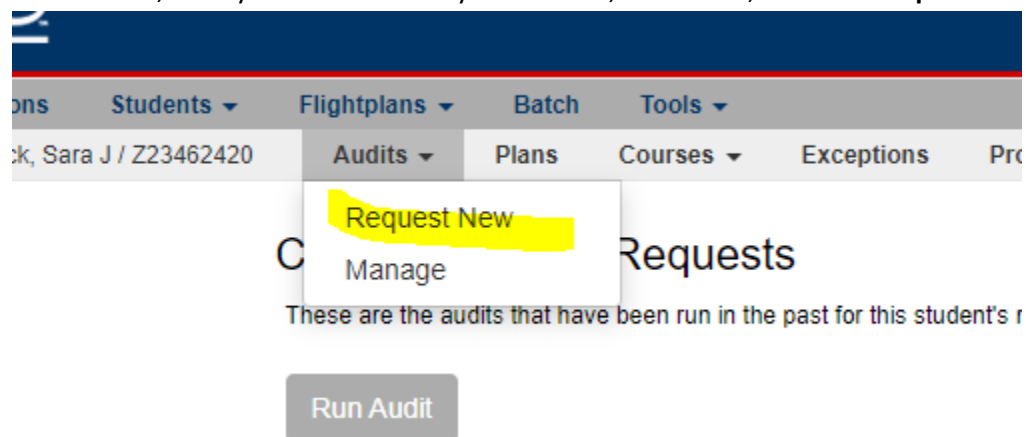 Students Flightplans Batch Tools
Sara J / Z23462420 Audits Plans Courses Exceptions
Request New
Requests
Manage
These are the audits that have been run in the past for this student's
Run Audit